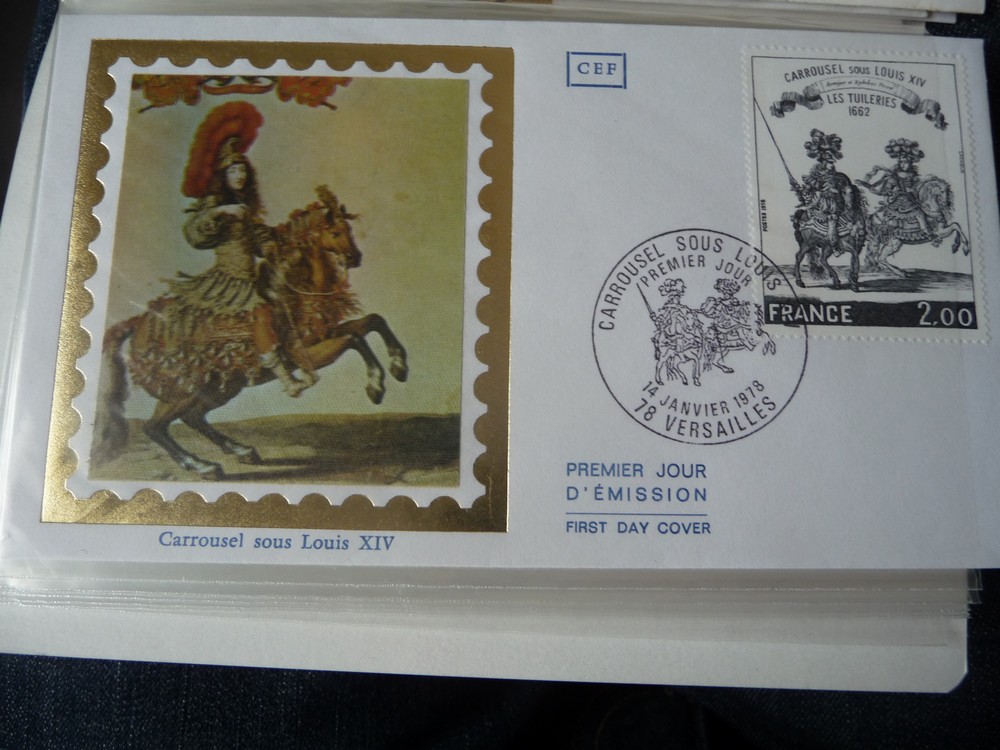 CEF
CARROUSEL SOUS LOUIS XIV
LES TUILERIES
1662
FRANCE
2,00
CARROUSEL SOUS LOUIS
PREMIER JOUR
14 JANVIER 1978
78 VERSAILLES
PREMIER JOUR
D'ÉMISSION
FIRST DAY COVER
Carrousel sous Louis XIV